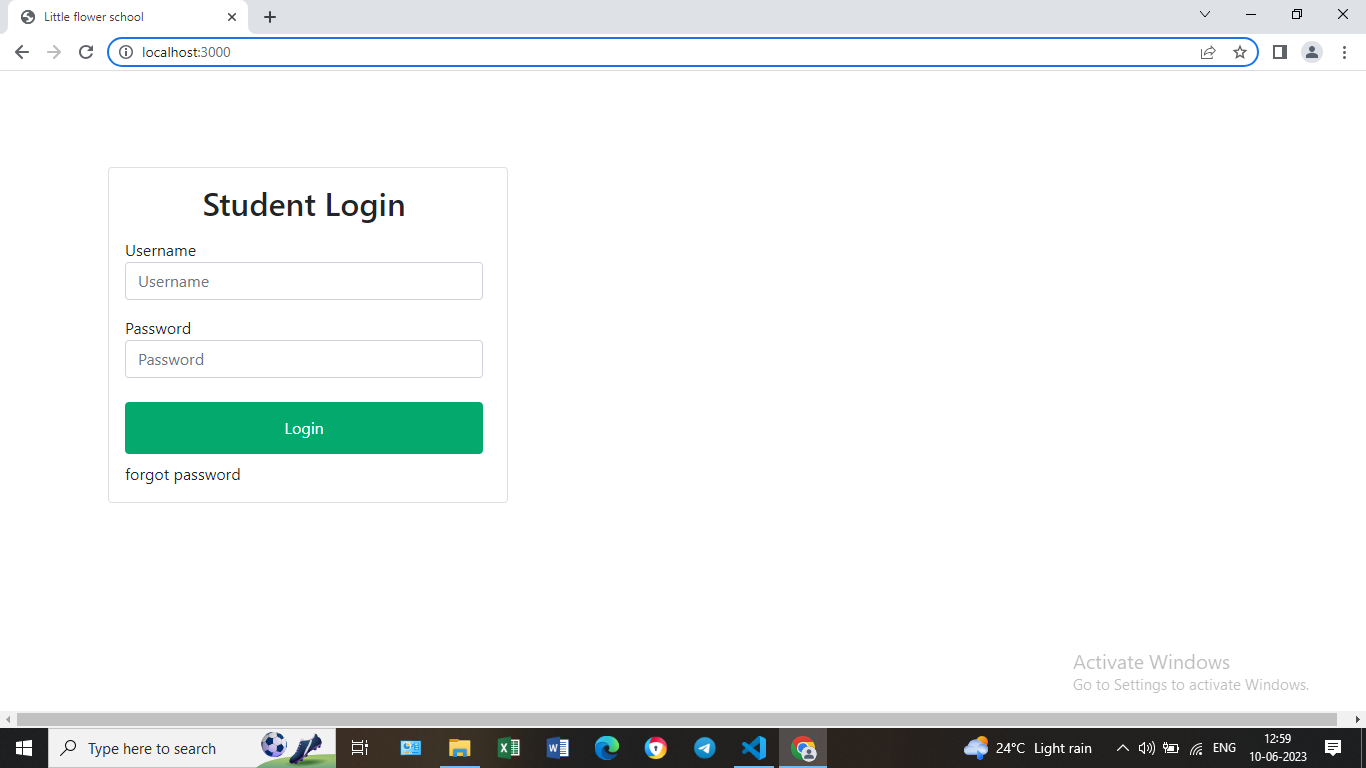 Little flower school
localhost:3000
Student Login
Username
Username
Password
Password
Login
forgot password
Activate Windows
Go to Settings to activate Windows.
Type here to search
24°C Light rain
ENG
12:59
10-06-2023